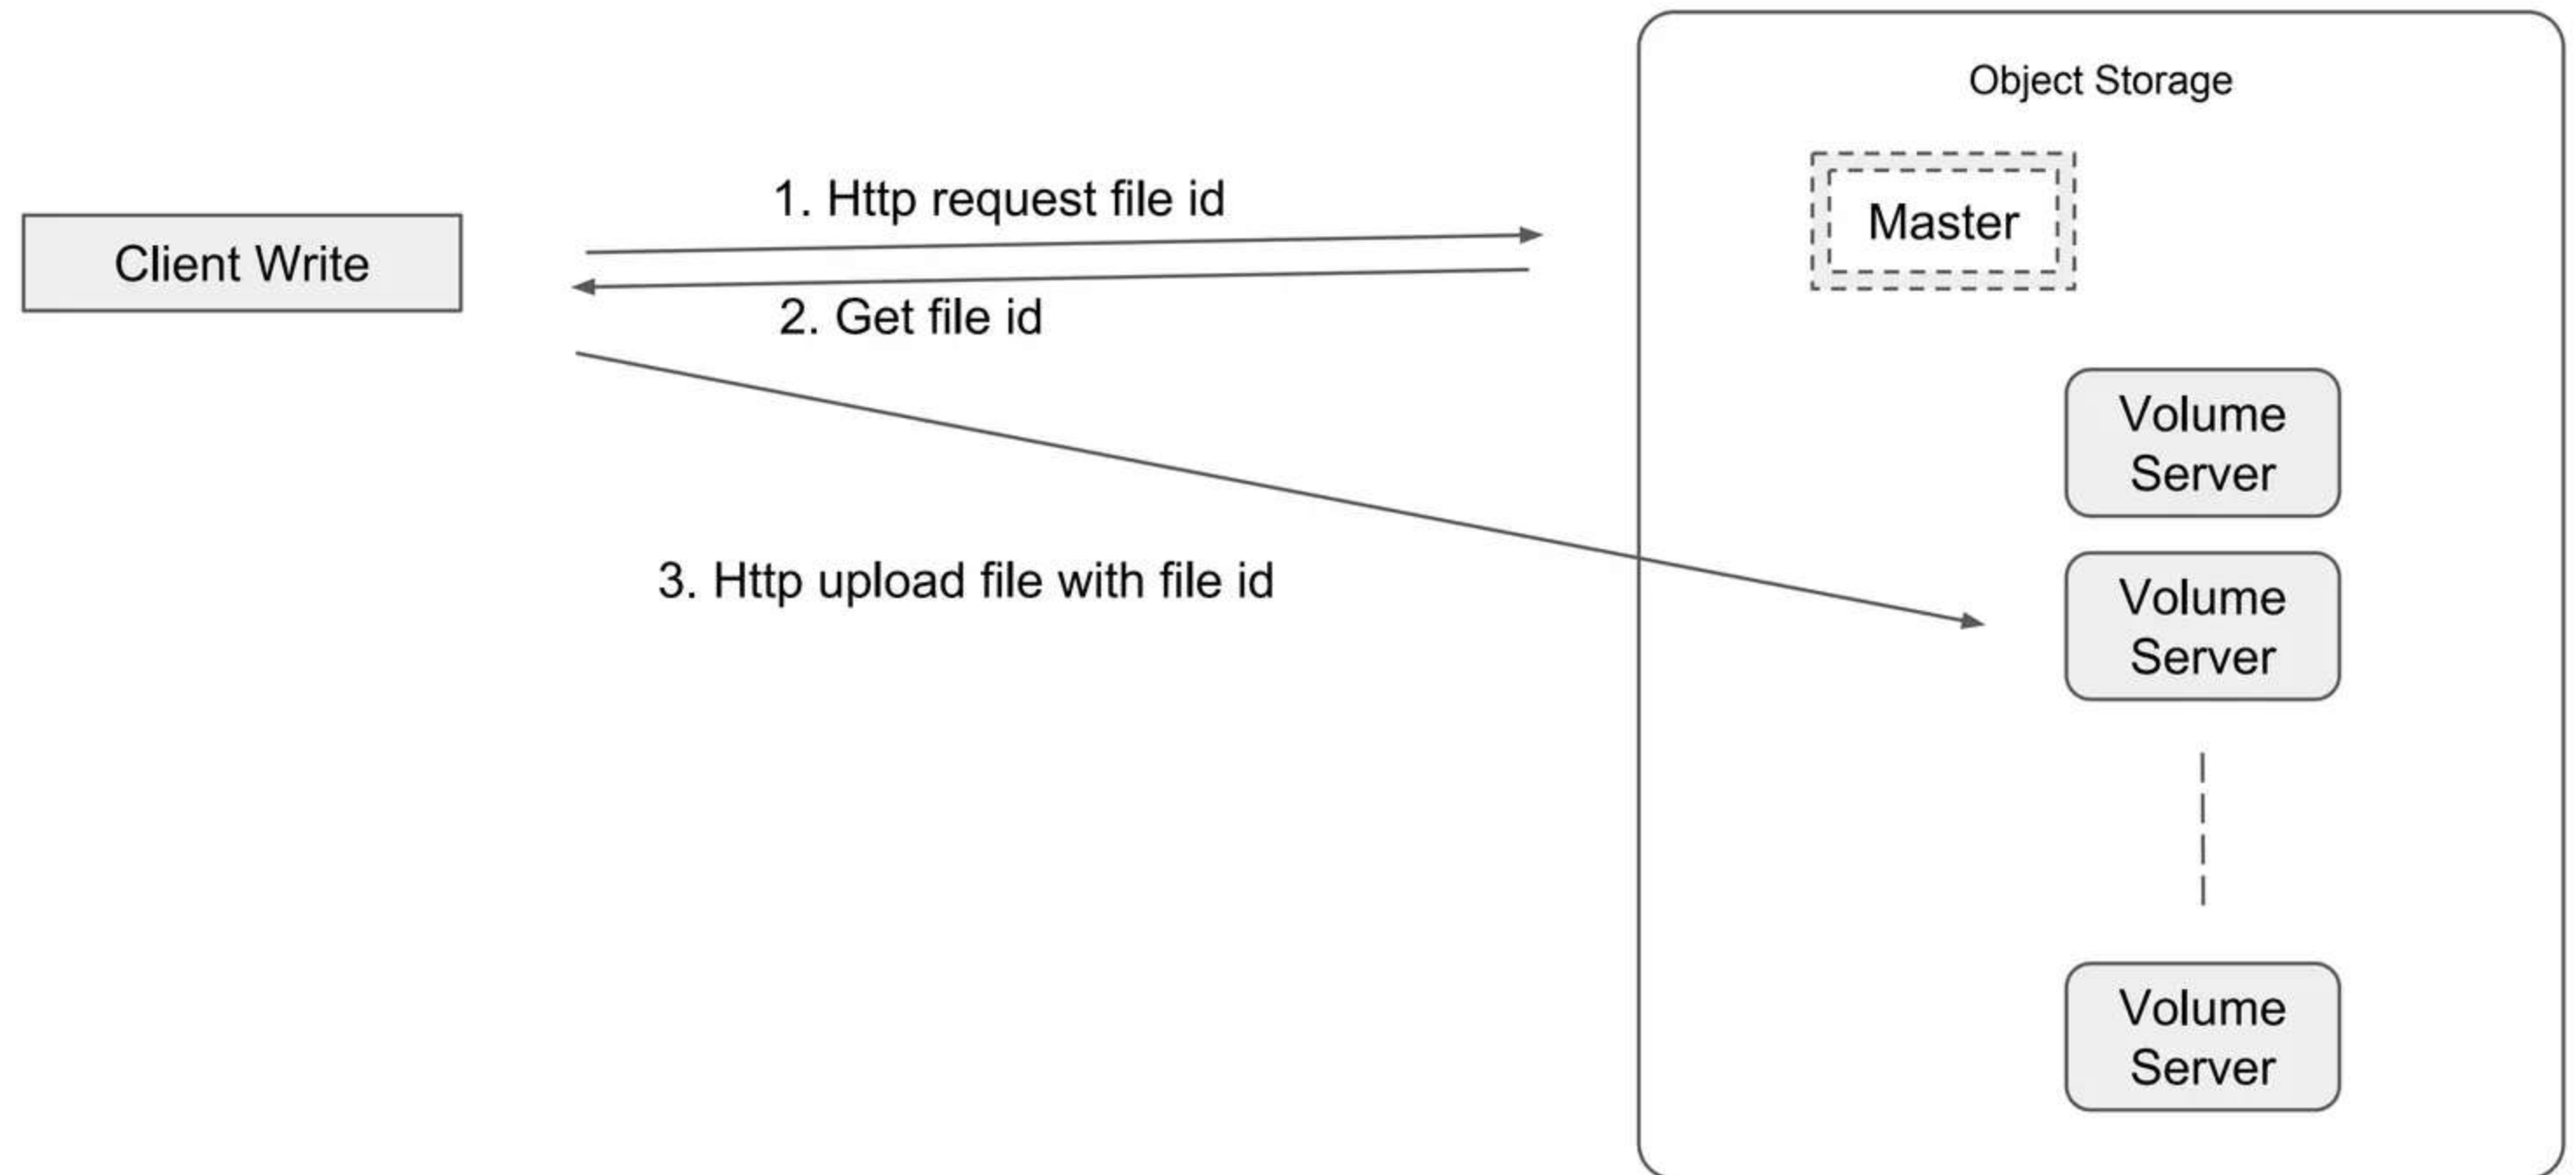 Object Storage
1. Http request file id
Master
Client Write
2. Get file id
Volume
Server
3. Http upload file with file id
Volume
Server
Volume
Server